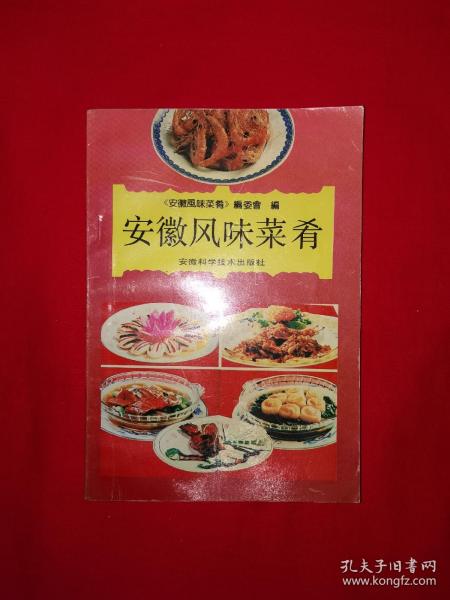 《安徽風味菜肴》編委會 編
安徽风味菜肴
安徽科学技术出版社
孔夫子旧书网
www.kongfz.com